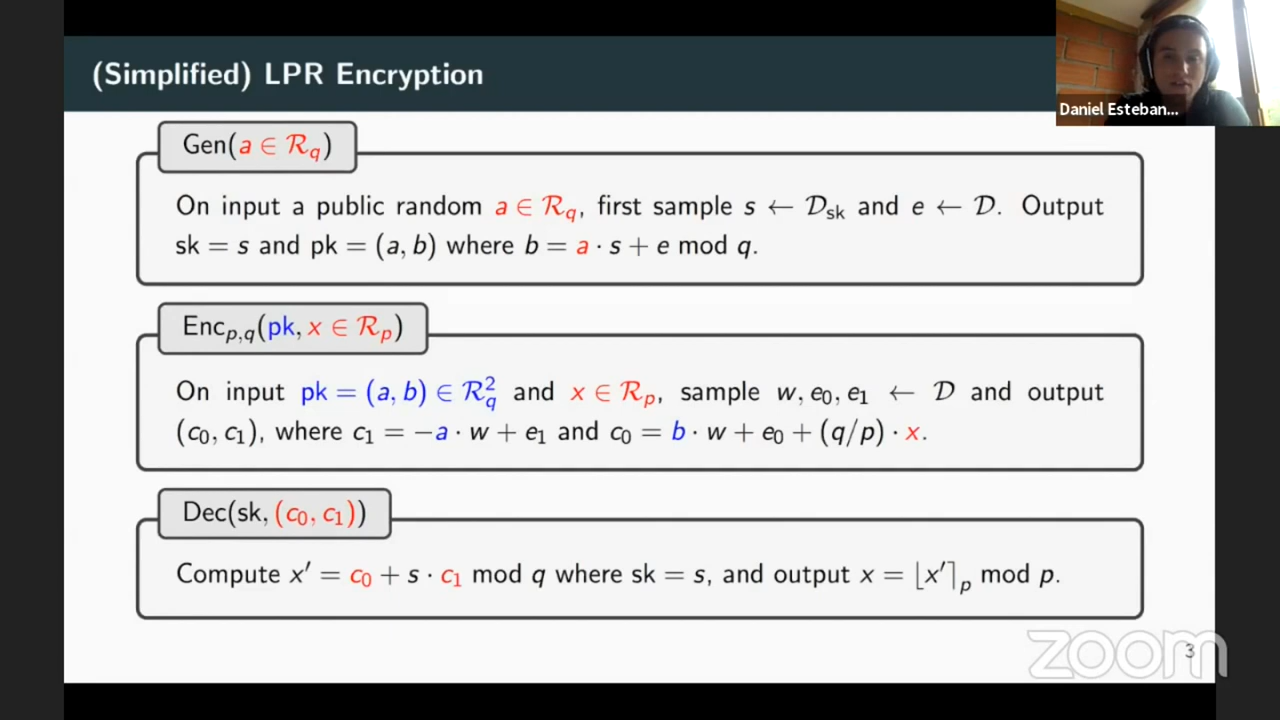 (Simplified) LPR Encryption
Daniel Esteban...
Gen(a ∈ ℛ_q)
On input a public random a ∈ ℛ_q, first sample s ← 𝒟_sk and e ← 𝒟. Output
sk = s and pk = (a, b) where b = a · s + e mod q.
Enc_{p,q}(pk, x ∈ ℛ_p)
On input pk = (a, b) ∈ ℛ_q^2 and x ∈ ℛ_p, sample w, e_0, e_1 ← 𝒟 and output
(c_0, c_1), where c_1 = −a · w + e_1 and c_0 = b · w + e_0 + (q/p) · x.
Dec(sk, (c_0, c_1))
Compute x′ = c_0 + s · c_1 mod q where sk = s, and output x = ⌊x′⌉_p mod p.
zoom
3